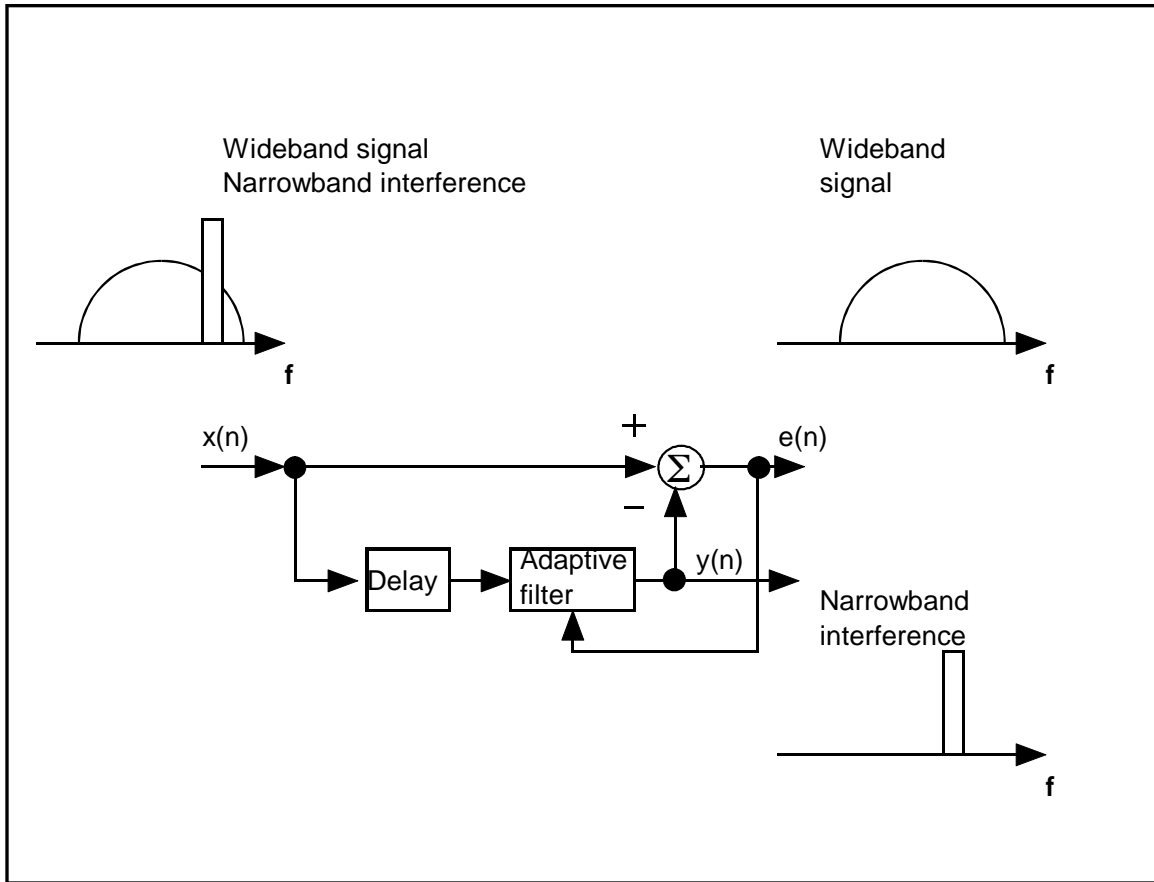 Wideband signal
Narrowband interference
Wideband
signal
f
f
x(n)
+
Σ
e(n)
−
Delay
Adaptive
filter
y(n)
Narrowband
interference
f